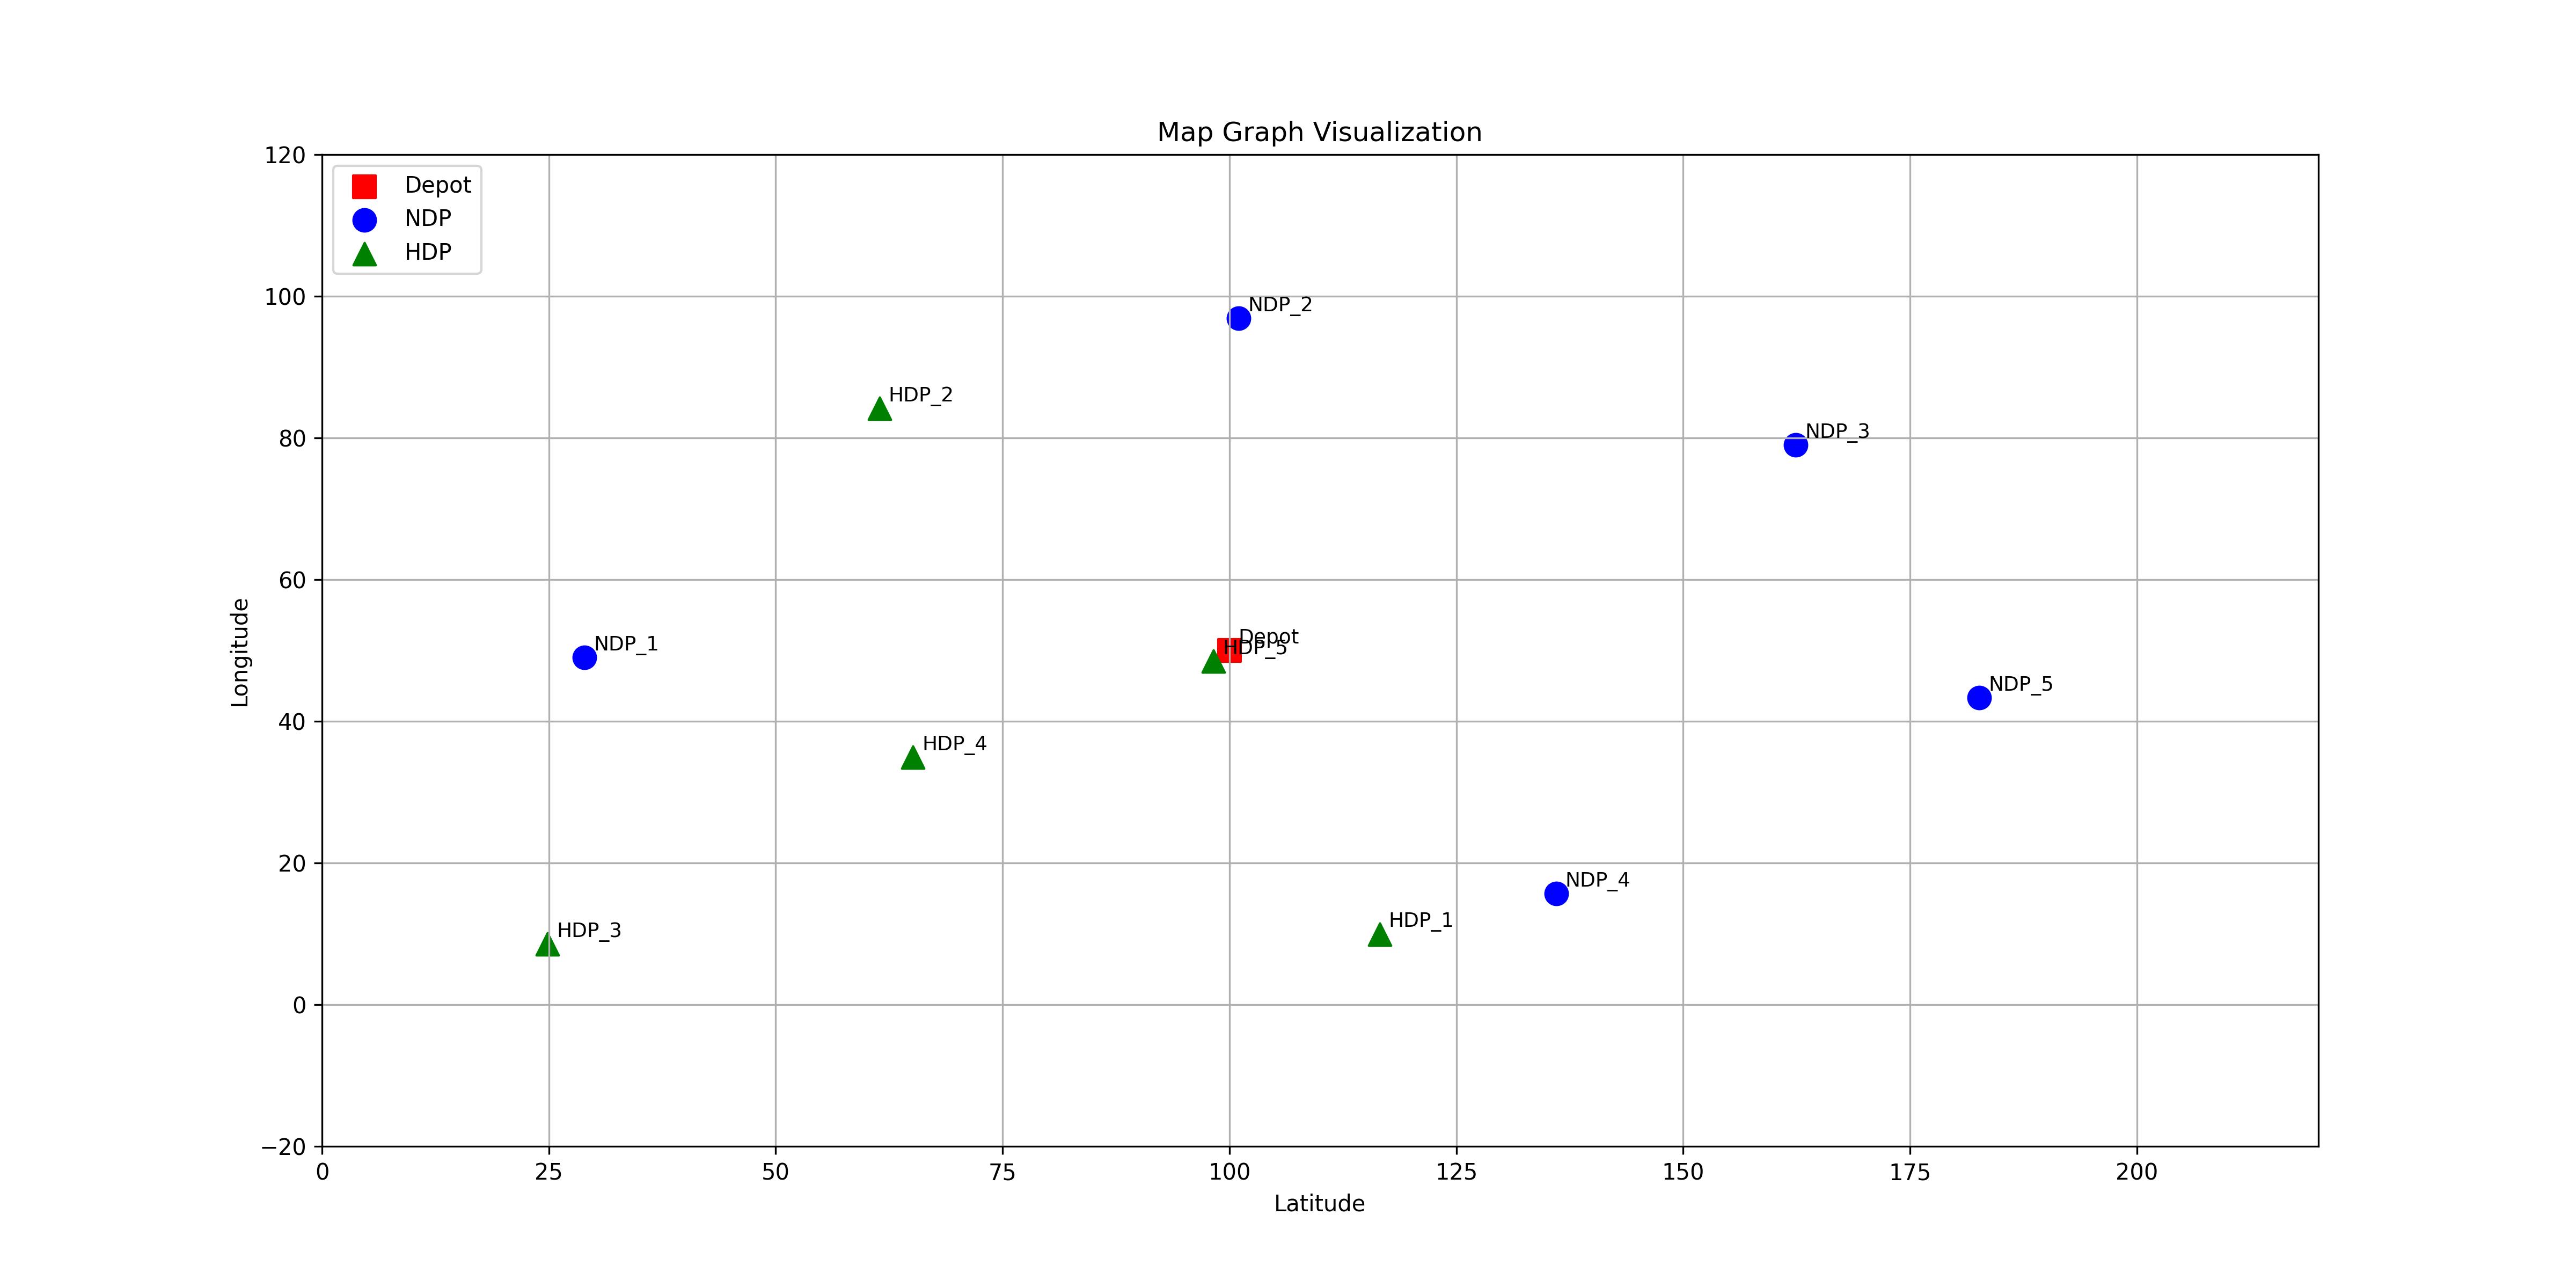 Map Graph Visualization
120
100
80
60
40
20
0
−20
Longitude
Depot
NDP
HDP
NDP_2
HDP_2
NDP_3
Depot
NDP_1
HDP_5
NDP_5
HDP_4
NDP_4
HDP_1
HDP_3
0 25 50 75 100 125 150 175 200
Latitude